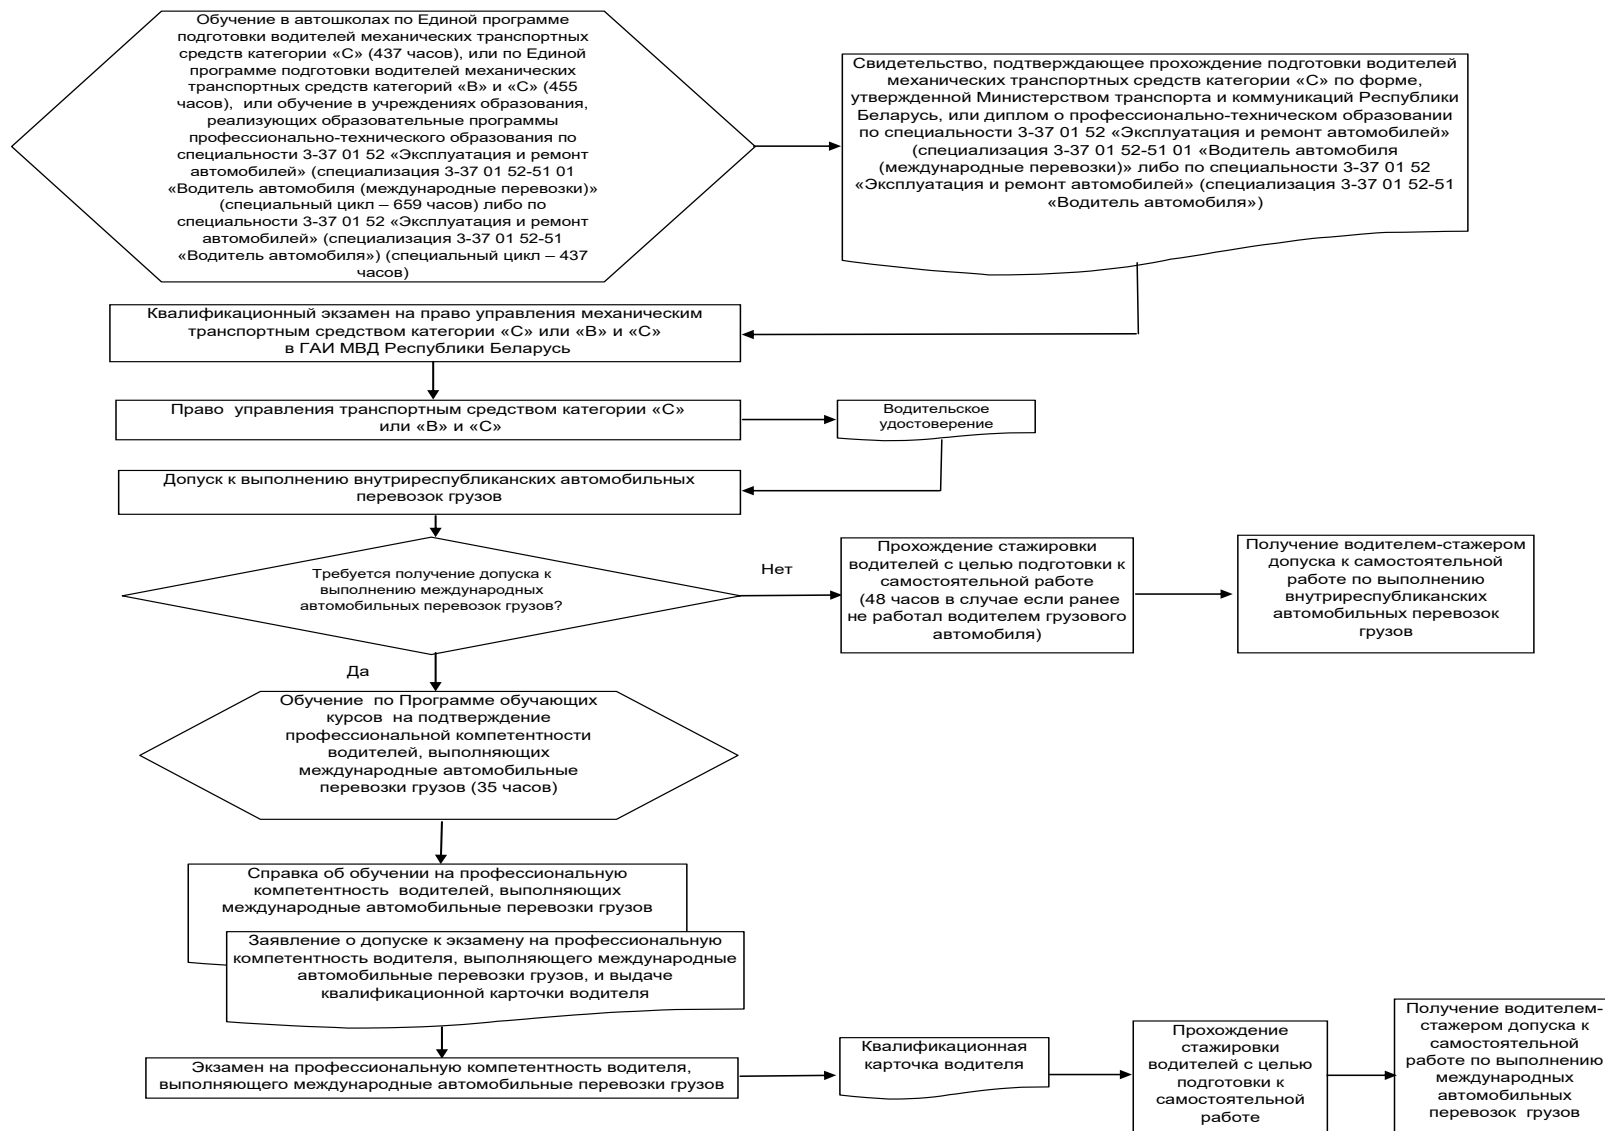 Обучение в автошколах по Единой программе
подготовки водителей механических транспортных
средств категории «С» (437 часов), или по Единой
программе подготовки водителей механических
транспортных средств категорий «В» и «С» (455
часов), или обучение в учреждениях образования,
реализующих образовательные программы
профессионально-технического образования по
специальности 3-37 01 52 «Эксплуатация и ремонт
автомобилей» (специализация 3-37 01 52-51 01
«Водитель автомобиля (международные перевозки)»
(специальный цикл – 659 часов) либо по
специальности 3-37 01 52 «Эксплуатация и ремонт
автомобилей» (специализация 3-37 01 52-51
«Водитель автомобиля») (специальный цикл – 437
часов)
Свидетельство, подтверждающее прохождение подготовки водителей
механических транспортных средств категории «С» по форме,
утвержденной Министерством транспорта и коммуникаций Республики
Беларусь, или диплом о профессионально-техническом образовании
по специальности 3-37 01 52 «Эксплуатация и ремонт автомобилей»
(специализация 3-37 01 52-51 01 «Водитель автомобиля
(международные перевозки)» либо по специальности 3-37 01 52
«Эксплуатация и ремонт автомобилей» (специализация 3-37 01 52-51
«Водитель автомобиля»)
Квалификационный экзамен на право управления механическим
транспортным средством категории «С» или «В» и «С»
в ГАИ МВД Республики Беларусь
Право управления транспортным средством категории «С»
или «В» и «С»
Водительское
удостоверение
Допуск к выполнению внутриреспубликанских автомобильных
перевозок грузов
Требуется получение допуска к
выполнению международных
автомобильных перевозок грузов?
Нет
Прохождение стажировки
водителей с целью подготовки к
самостоятельной работе
(48 часов в случае если ранее
не работал водителем грузового
автомобиля)
Получение водителем-стажером
допуска к самостоятельной
работе по выполнению
внутриреспубликанских
автомобильных перевозок
грузов
Да
Обучение по Программе обучающих
курсов на подтверждение
профессиональной компетентности
водителей, выполняющих
международные автомобильные
перевозки грузов (35 часов)
Справка об обучении на профессиональную
компетентность водителей, выполняющих
международные автомобильные перевозки грузов
Заявление о допуске к экзамену на профессиональную
компетентность водителя, выполняющего международные
автомобильные перевозки грузов, и выдаче
квалификационной карточки водителя
Экзамен на профессиональную компетентность водителя,
выполняющего международные автомобильные перевозки грузов
Квалификационная
карточка водителя
Прохождение
стажировки
водителей с целью
подготовки к
самостоятельной
работе
Получение водителем-
стажером допуска к
самостоятельной
работе по выполнению
международных
автомобильных
перевозок грузов